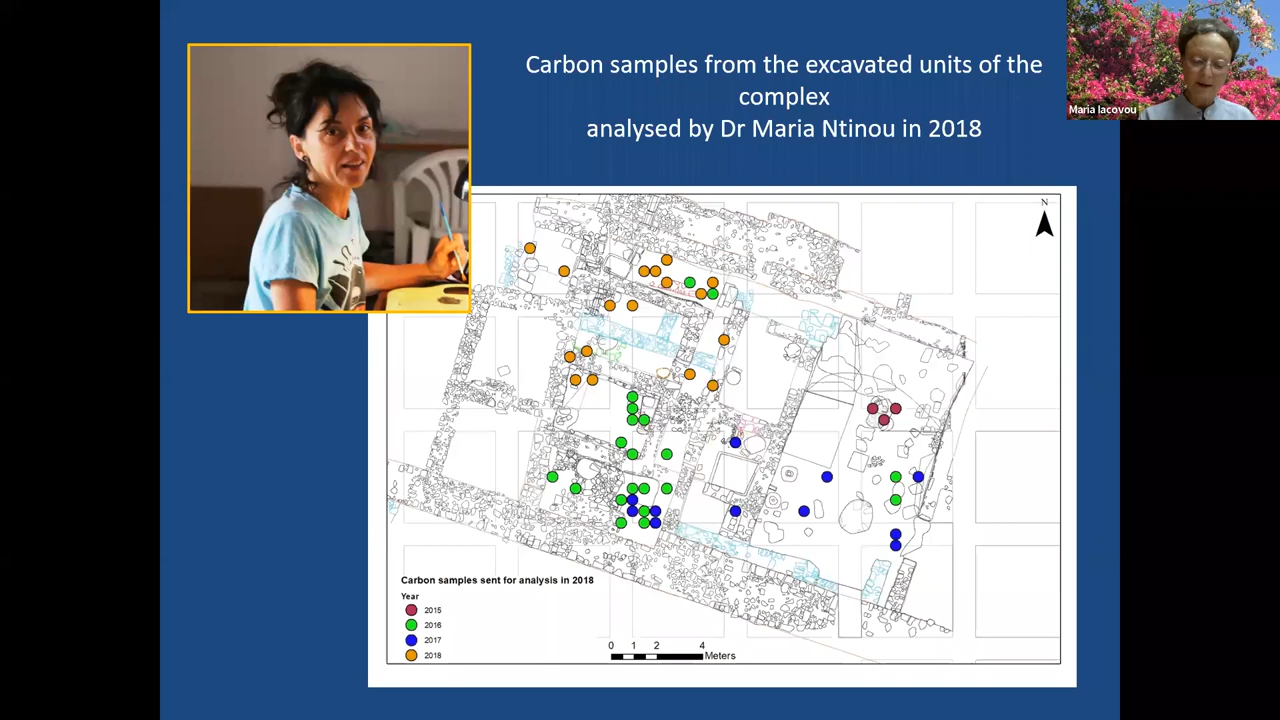 Carbon samples from the excavated units of the
complex
analysed by Dr Maria Ntinou in 2018
Maria Iacovou
N
Carbon samples sent for analysis in 2018
Year
2015
2016
2017
2018
0 1 2 4
Meters